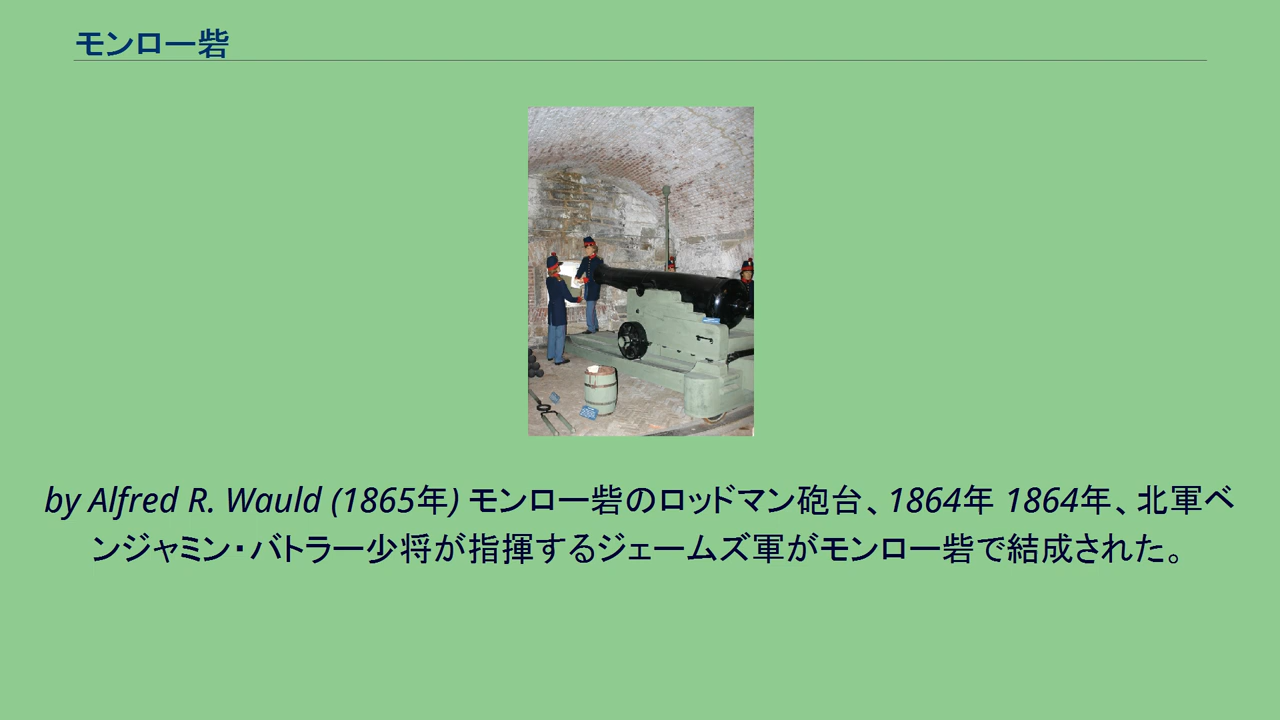 モンロー砦
by Alfred R. Wauld (1865年) モンロー砦のロッドマン砲台、1864年 1864年、北軍ベ
ンジャミン・バトラー少将が指揮するジェームズ軍がモンロー砦で結成された。